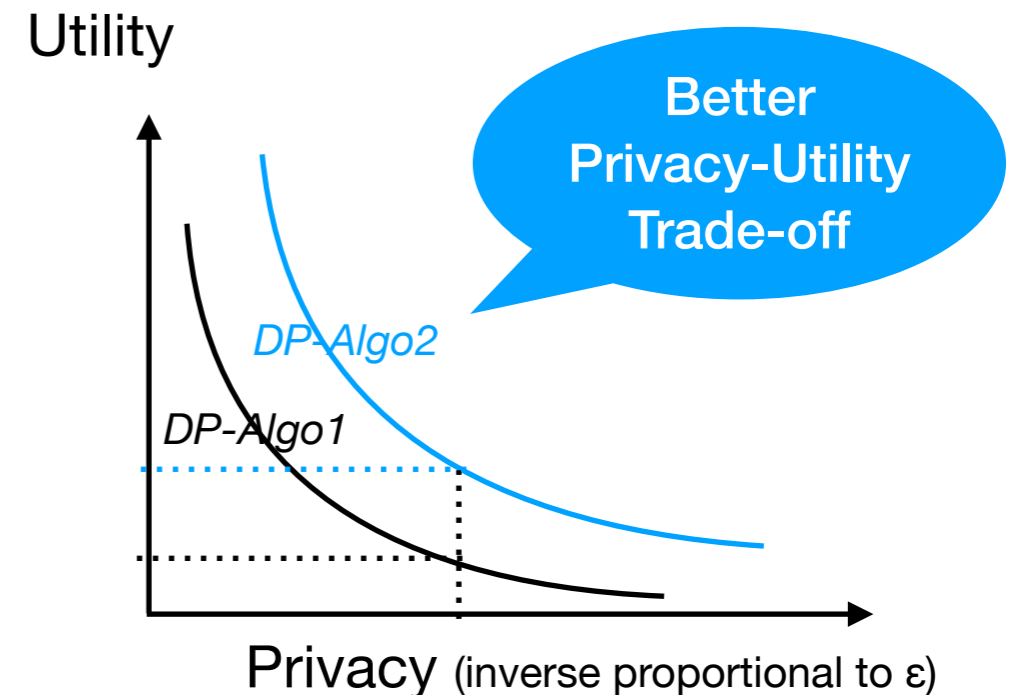 Utility
Better
Privacy-Utility
Trade-off
DP-Algo2
DP-Algo1
Privacy (inverse proportional to ε)